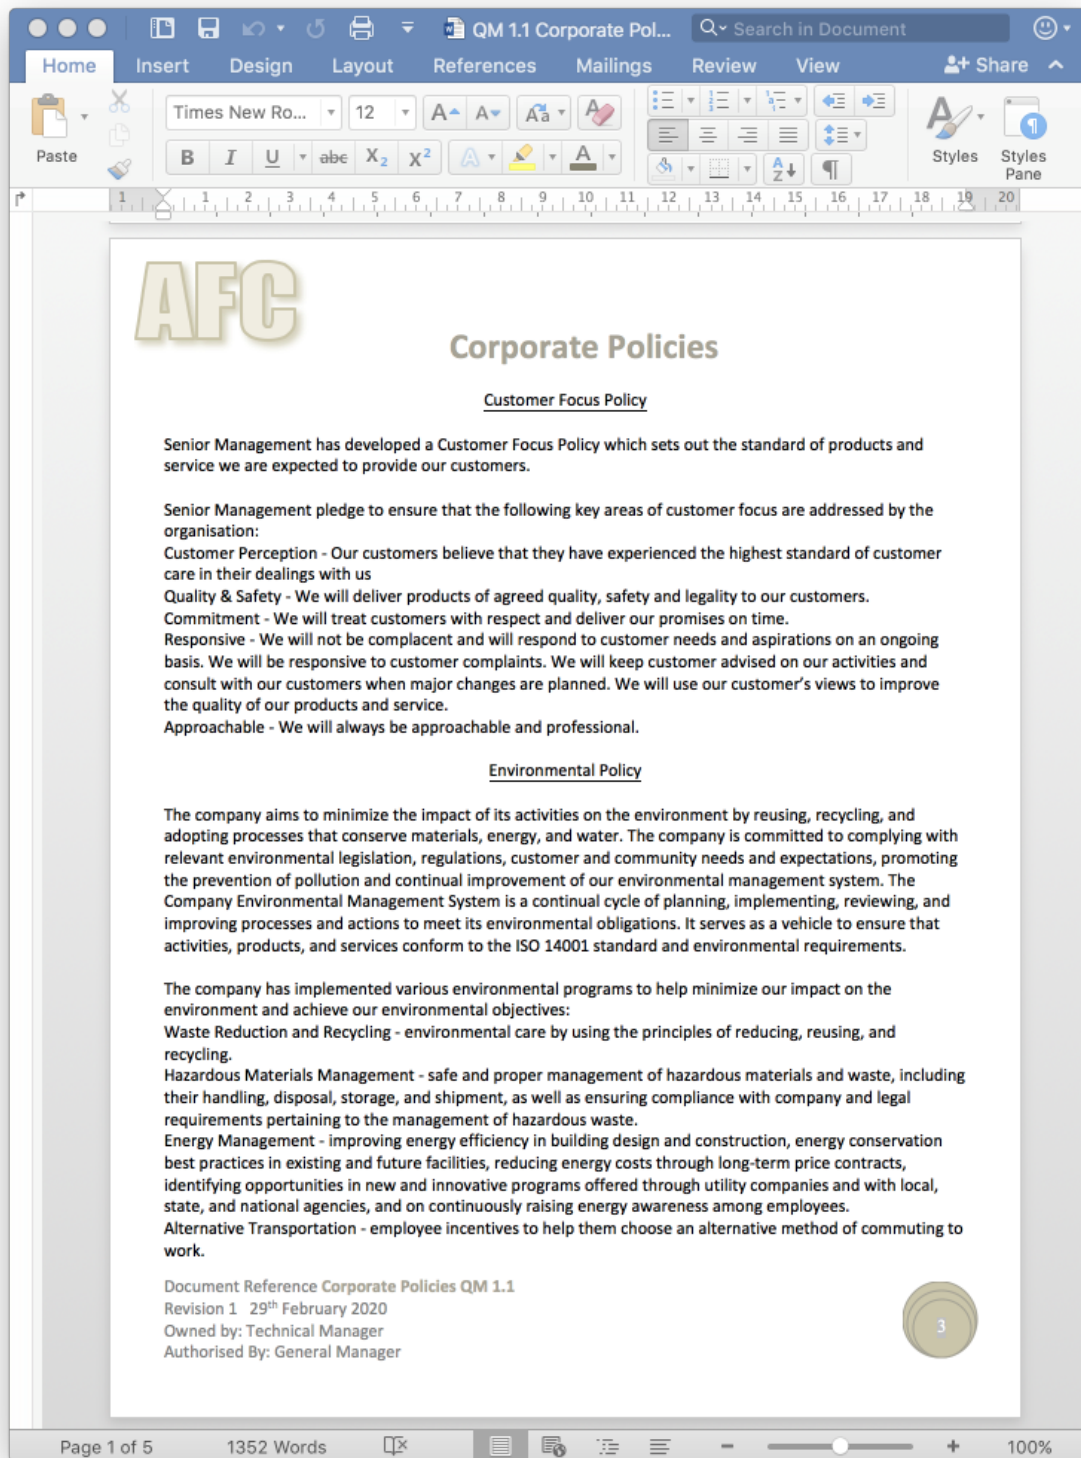 QM 1.1 Corporate Pol...
Search in Document
Home Insert Design Layout References Mailings Review View Share
Paste
Times New Ro... 12
Styles
Styles Pane
1 1 2 3 4 5 6 7 8 9 10 11 12 13 14 15 16 17 18 19 20
AFC
Corporate Policies
Customer Focus Policy
Senior Management has developed a Customer Focus Policy which sets out the standard of products and
service we are expected to provide our customers.
Senior Management pledge to ensure that the following key areas of customer focus are addressed by the
organisation:
Customer Perception - Our customers believe that they have experienced the highest standard of customer
care in their dealings with us
Quality & Safety - We will deliver products of agreed quality, safety and legality to our customers.
Commitment - We will treat customers with respect and deliver our promises on time.
Responsive - We will not be complacent and will respond to customer needs and aspirations on an ongoing
basis. We will be responsive to customer complaints. We will keep customer advised on our activities and
consult with our customers when major changes are planned. We will use our customer's views to improve
the quality of our products and service.
Approachable - We will always be approachable and professional.
Environmental Policy
The company aims to minimize the impact of its activities on the environment by reusing, recycling, and
adopting processes that conserve materials, energy, and water. The company is committed to complying with
relevant environmental legislation, regulations, customer and community needs and expectations, promoting
the prevention of pollution and continual improvement of our environmental management system. The
Company Environmental Management System is a continual cycle of planning, implementing, reviewing, and
improving processes and actions to meet its environmental obligations. It serves as a vehicle to ensure that
activities, products, and services conform to the ISO 14001 standard and environmental requirements.
The company has implemented various environmental programs to help minimize our impact on the
environment and achieve our environmental objectives:
Waste Reduction and Recycling - environmental care by using the principles of reducing, reusing, and
recycling.
Hazardous Materials Management - safe and proper management of hazardous materials and waste, including
their handling, disposal, storage, and shipment, as well as ensuring compliance with company and legal
requirements pertaining to the management of hazardous waste.
Energy Management - improving energy efficiency in building design and construction, energy conservation
best practices in existing and future facilities, reducing energy costs through long-term price contracts,
identifying opportunities in new and innovative programs offered through utility companies and with local,
state, and national agencies, and on continuously raising energy awareness among employees.
Alternative Transportation - employee incentives to help them choose an alternative method of commuting to
work.
Document Reference Corporate Policies QM 1.1
Revision 1 29th February 2020
Owned by: Technical Manager
Authorised By: General Manager
3
Page 1 of 5 1352 Words 100%